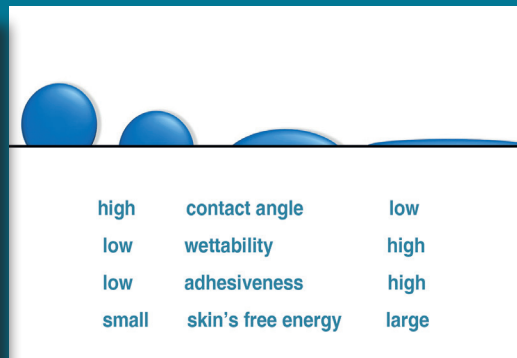 high contact angle low
low wettability high
low adhesiveness high
small skin's free energy large